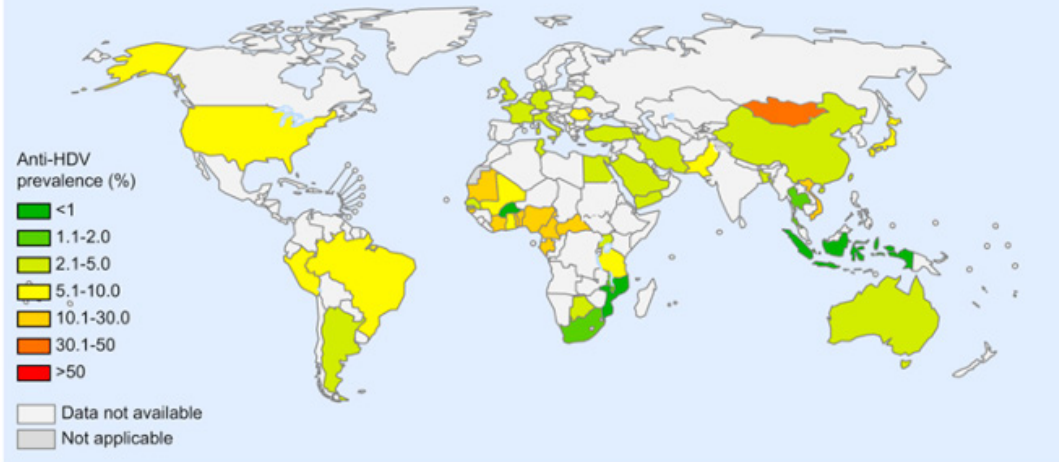 Anti-HDV
prevalence (%)
<1
1.1-2.0
2.1-5.0
5.1-10.0
10.1-30.0
30.1-50
>50
Data not available
Not applicable